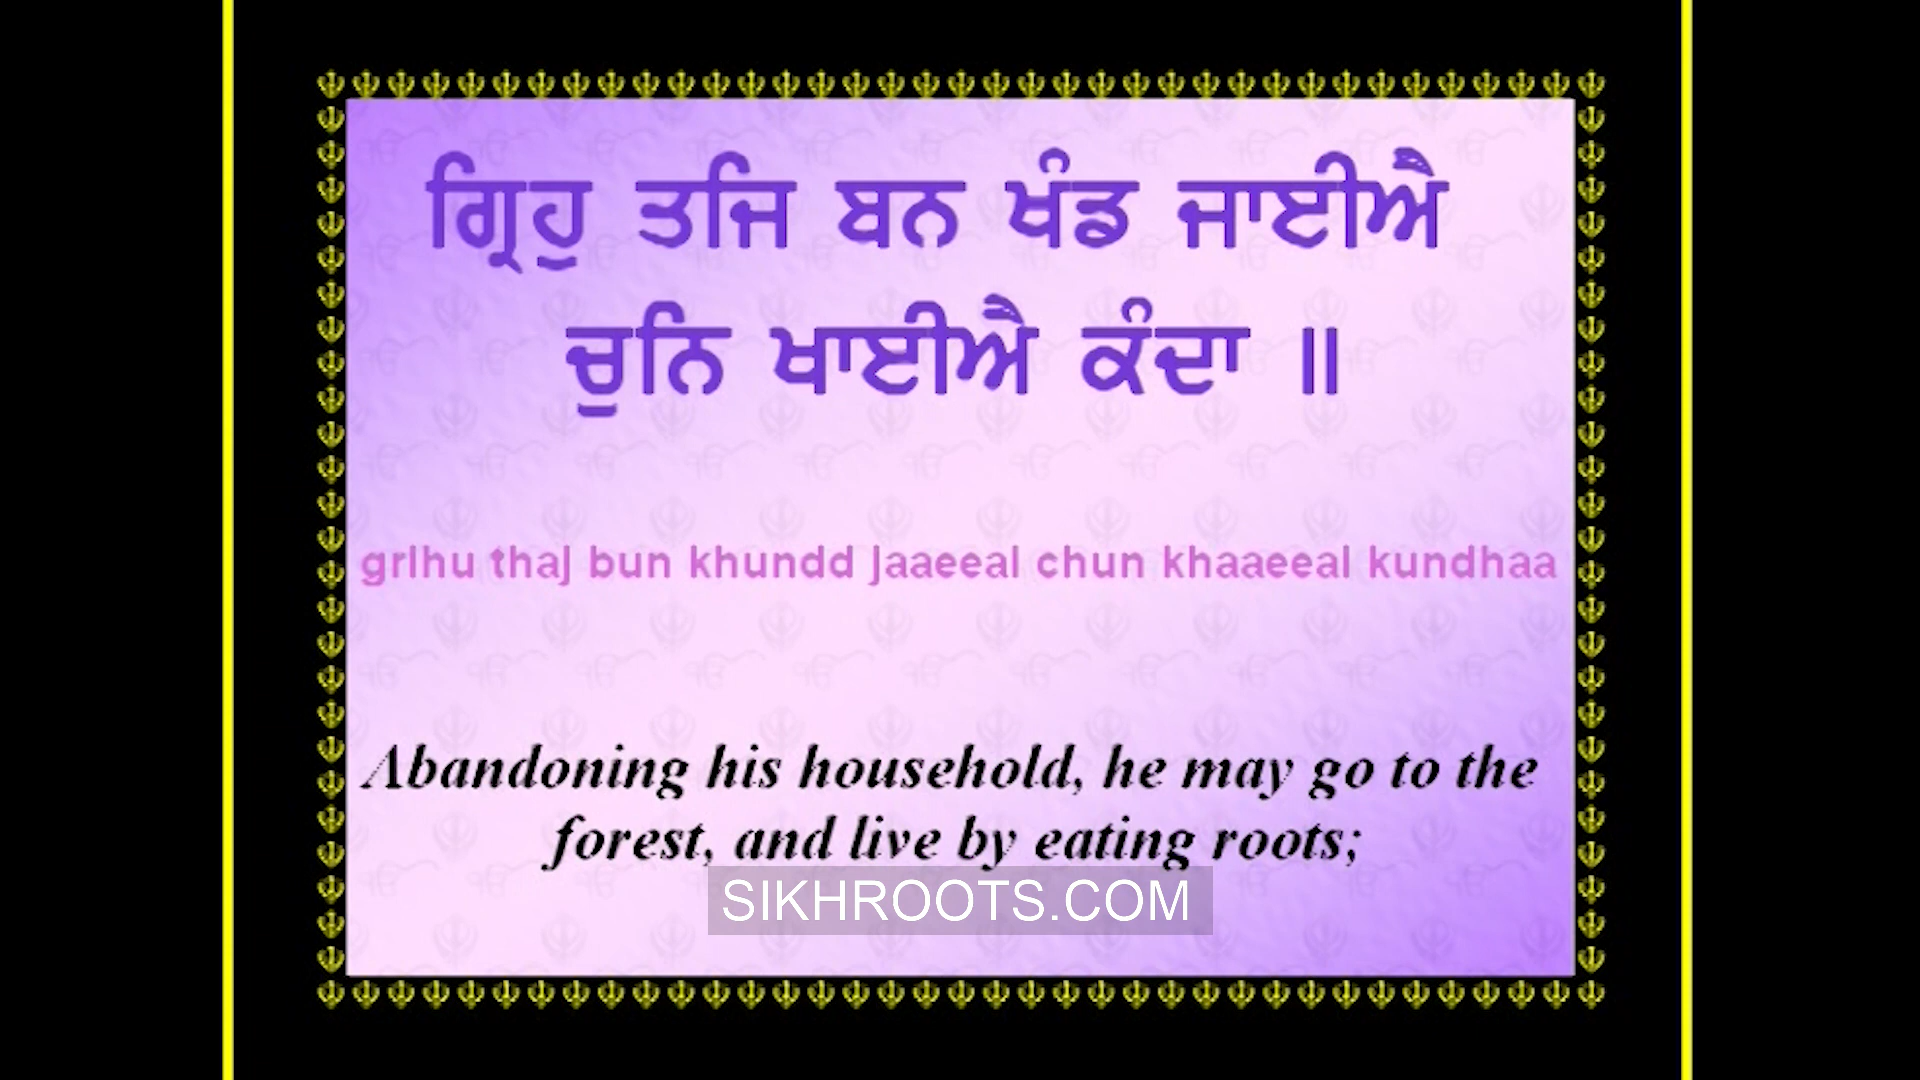 ਗ੍ਰਿਹੁ ਤਜਿ ਬਨ ਖੰਡ ਜਾਈਐ
ਚੁਨਿ ਖਾਈਐ ਕੰਦਾ ॥
grIhu thaj bun khundd jaaeeaI chun khaaeeaI kundhaa
Abandoning his household, he may go to the
forest, and live by eating roots;
SIKHROOTS.COM